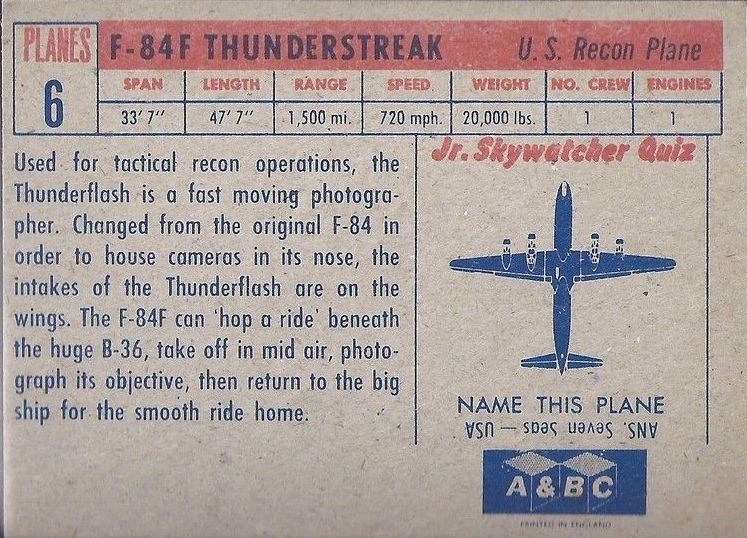 PLANES
6
F-84F THUNDERSTREAK U. S. Recon Plane
SPAN LENGTH RANGE SPEED WEIGHT NO. CREW ENGINES
33' 7" 47' 7" 1,500 mi. 720 mph. 20,000 lbs. 1 1
Used for tactical recon operations, the
Thunderflash is a fast moving photogra-
pher. Changed from the original F-84 in
order to house cameras in its nose, the
intakes of the Thunderflash are on the
wings. The F-84F can 'hop a ride' beneath
the huge B-36, take off in mid air, photo-
graph its objective, then return to the big
ship for the smooth ride home.
Jr. Skywatcher Quiz
NAME THIS PLANE
ANS. Seven Seas — USA
A & B C
PRINTED IN ENGLAND